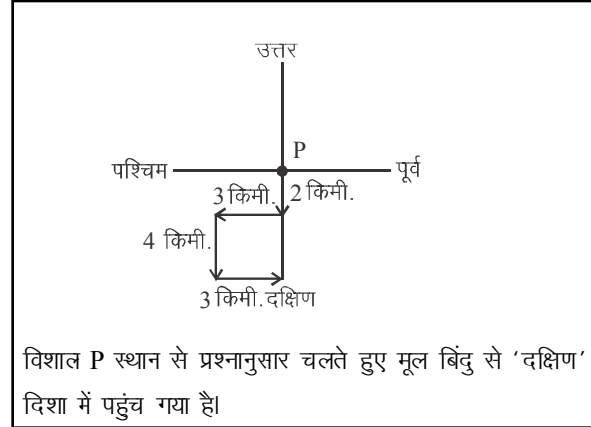 उत्तर
P
पश्चिम
पूर्व
3 किमी. 2 किमी.
4 किमी.
3 किमी. दक्षिण
विशाल P स्थान से प्रश्नानुसार चलते हुए मूल बिंदु से ‘दक्षिण’
दिशा में पहुंच गया है।